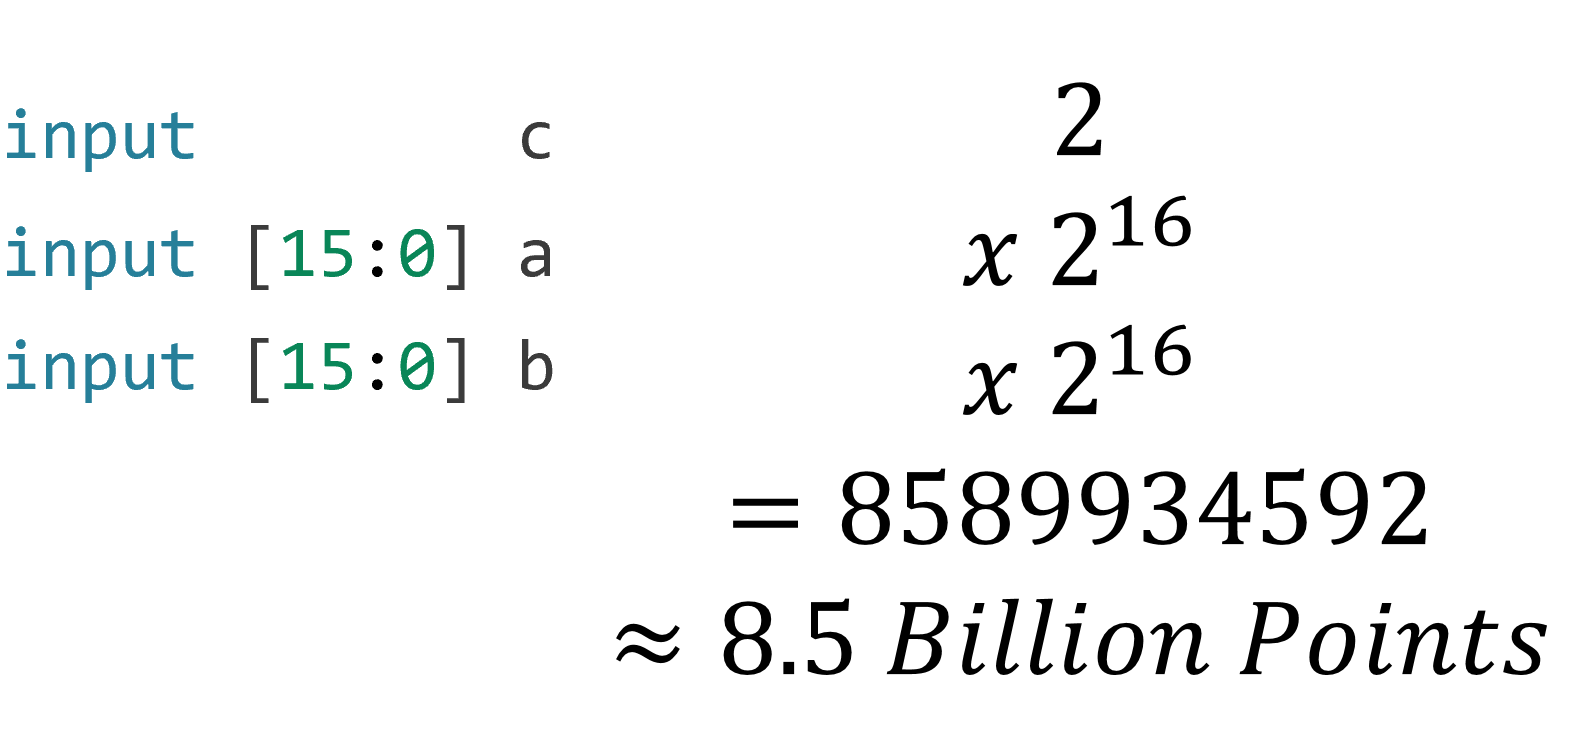 input c 2
input [15:0] a x 2^16
input [15:0] b x 2^16
= 8589934592
≈ 8.5 Billion Points